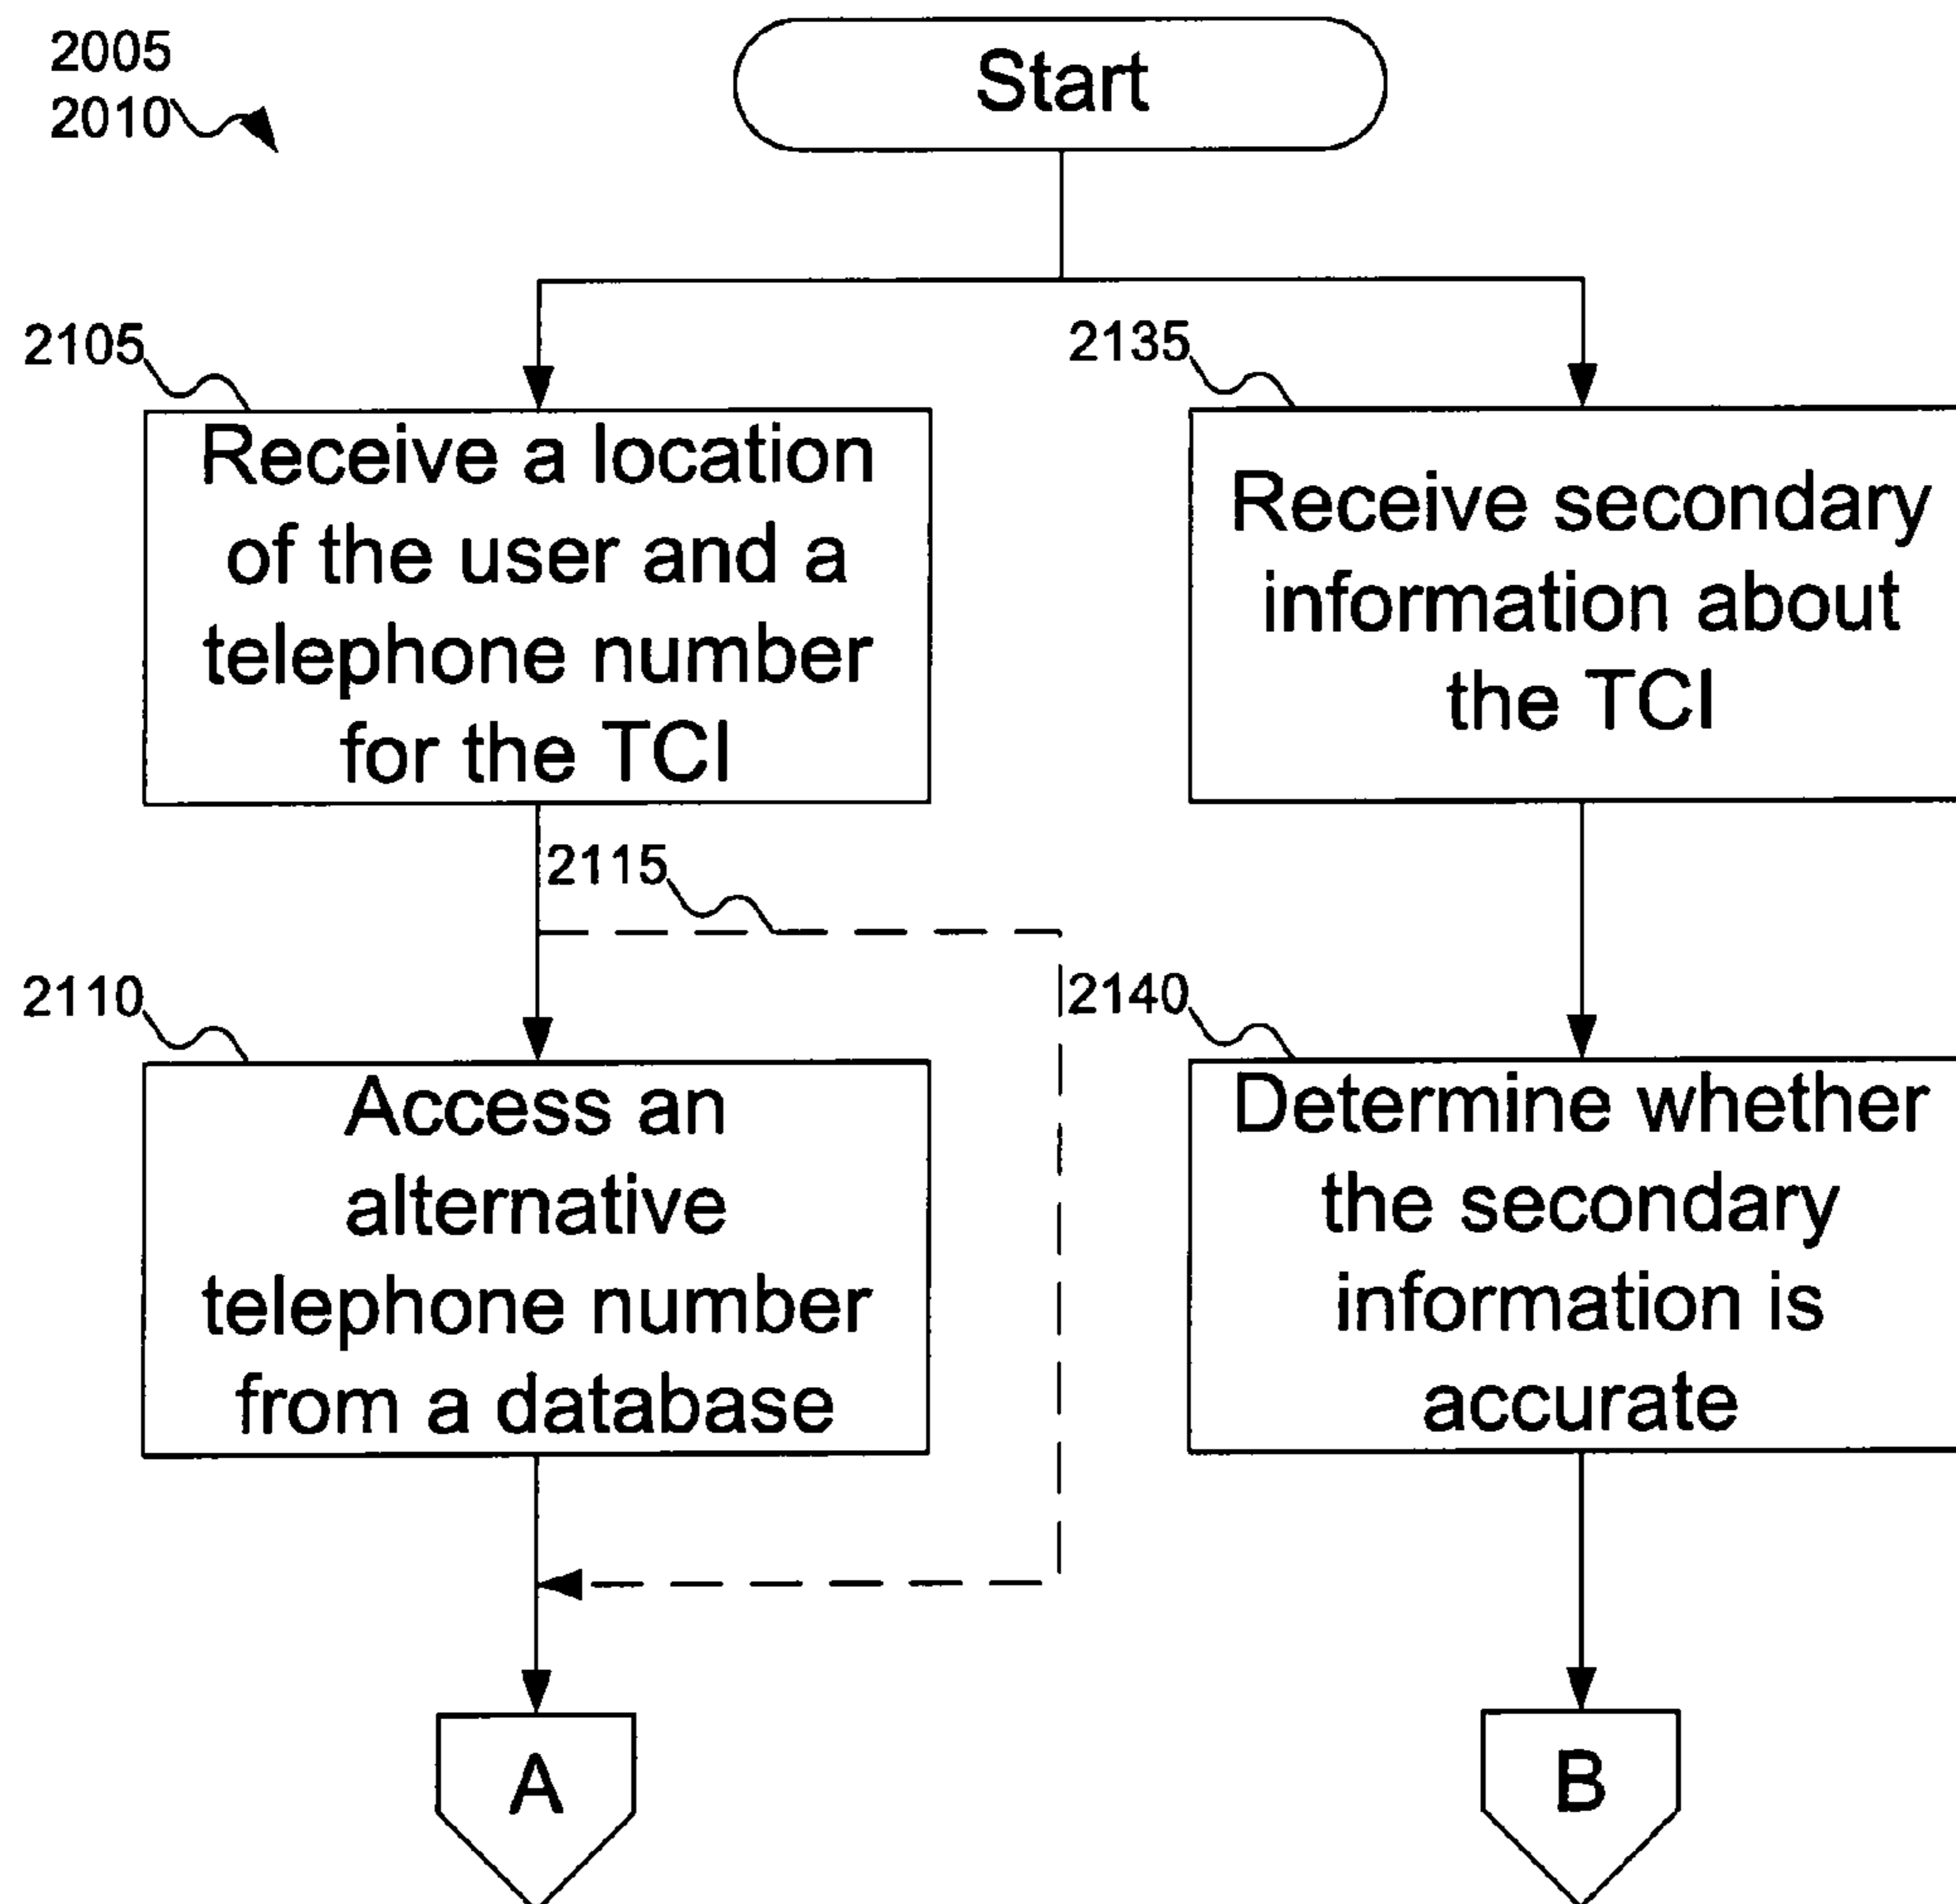 2005
2010
Start
2105
Receive a location
of the user and a
telephone number
for the TCI
2135
Receive secondary
information about
the TCI
2115
2110
Access an
alternative
telephone number
from a database
2140
Determine whether
the secondary
information is
accurate
A
B